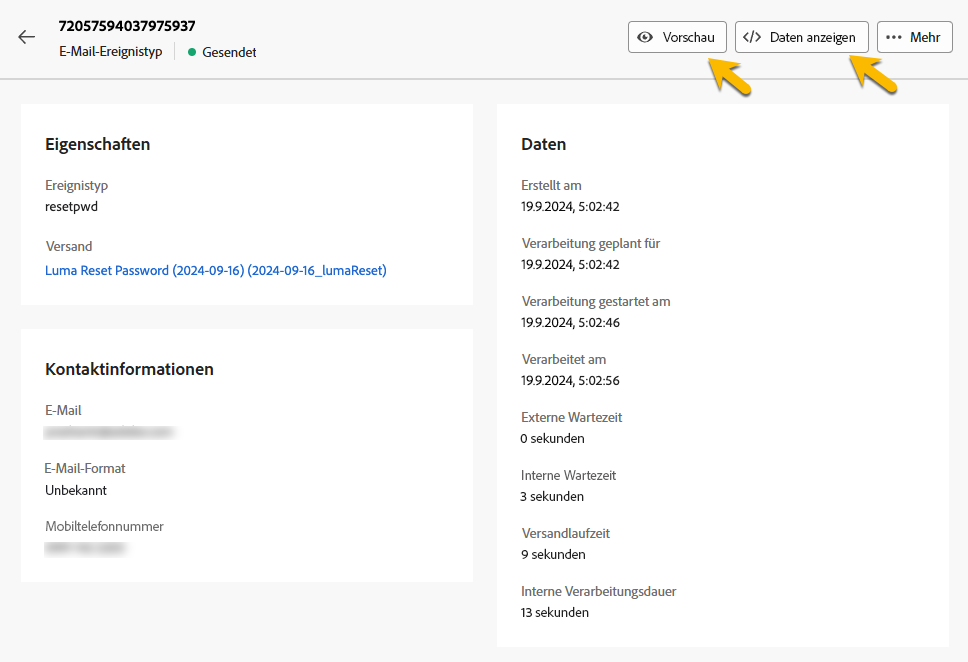 72057594037975937
E-Mail-Ereignistyp
Gesendet
Vorschau
Daten anzeigen
Mehr
Eigenschaften
Ereignistyp
resetpwd
Versand
Luma Reset Password (2024-09-16) (2024-09-16_lumaReset)
Kontaktinformationen
E-Mail
E-Mail-Format
Unbekannt
Mobiltelefonnummer
Daten
Erstellt am
19.9.2024, 5:02:42
Verarbeitung geplant für
19.9.2024, 5:02:42
Verarbeitung gestartet am
19.9.2024, 5:02:46
Verarbeitet am
19.9.2024, 5:02:56
Externe Wartezeit
0 sekunden
Interne Wartezeit
3 sekunden
Versandlaufzeit
9 sekunden
Interne Verarbeitungsdauer
13 sekunden